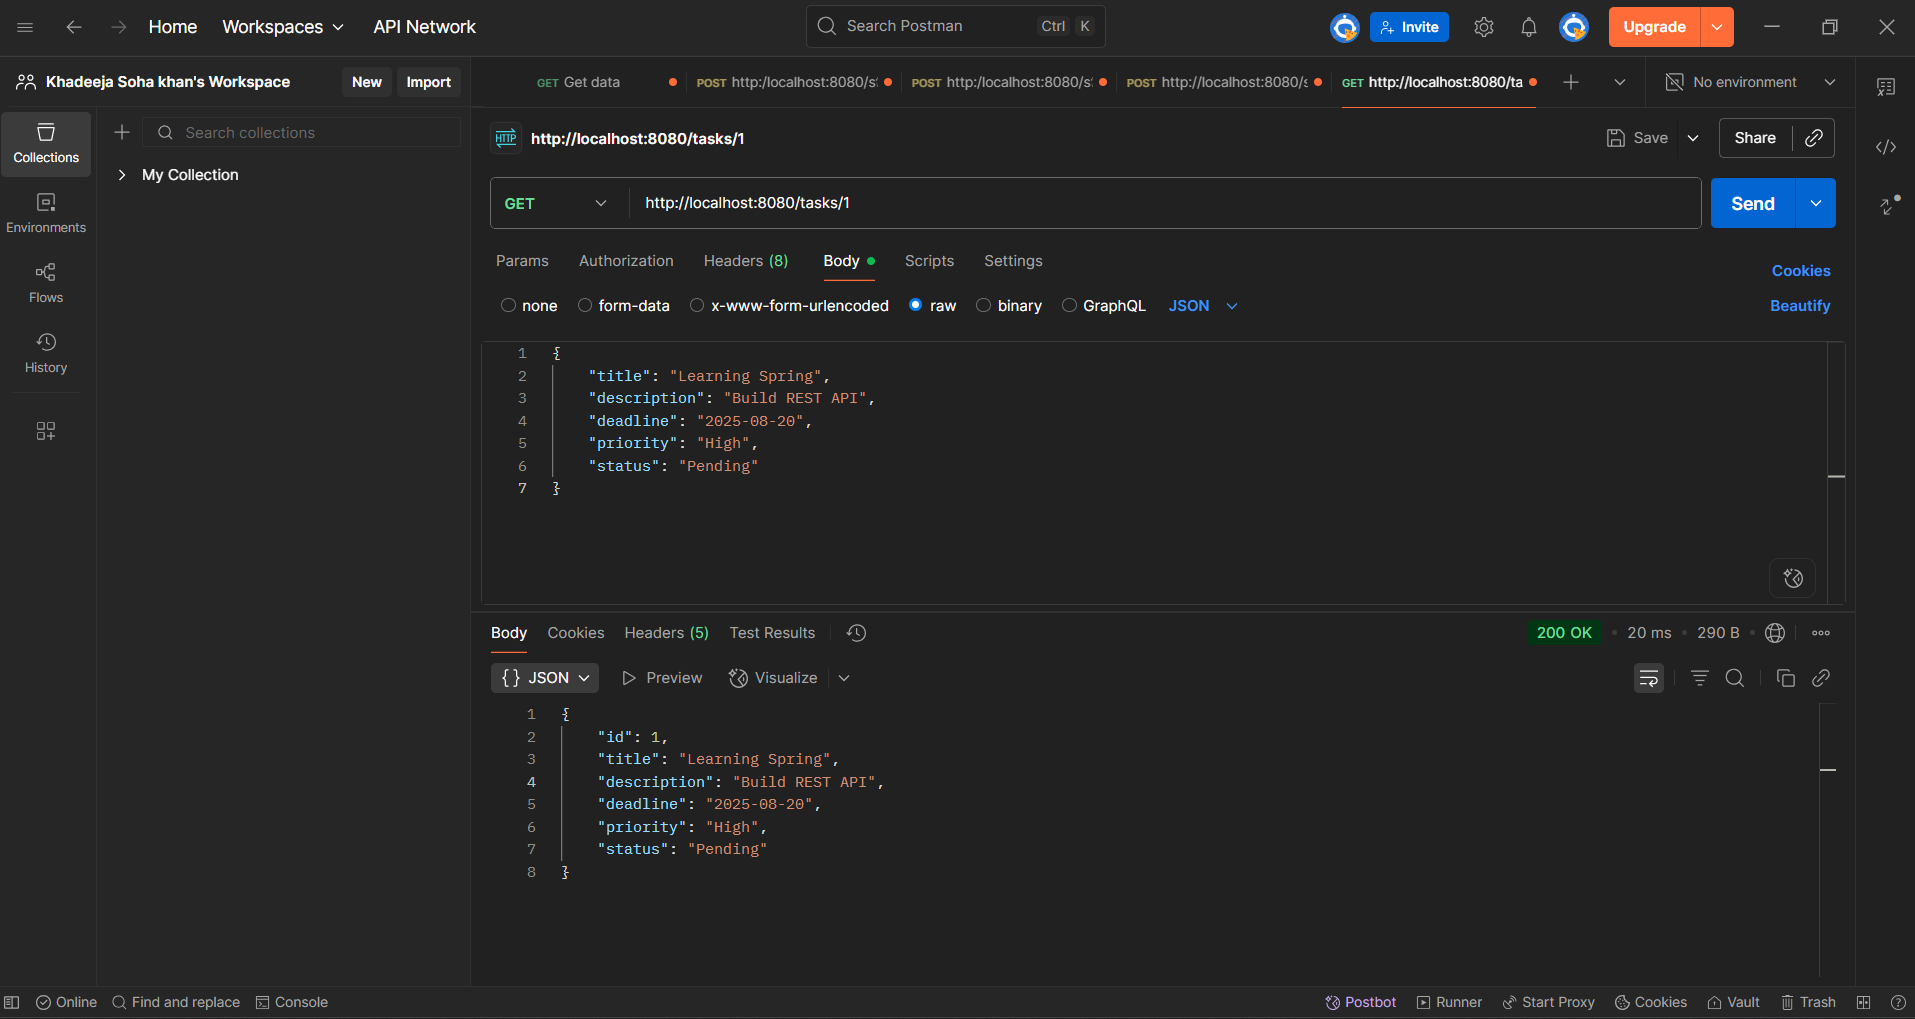 Home Workspaces API Network Search Postman Ctrl K Invite Upgrade
Khadeeja Soha khan's Workspace New Import GET Get data POST http:/localhost:8080/s POST http:/localhost:8080/s POST http:/localhost:8080/s GET http:/localhost:8080/ta No environment
Collections
Search collections
My Collection
Environments
Flows
History
HTTP http://localhost:8080/tasks/1 Save Share
GET http://localhost:8080/tasks/1 Send
Params Authorization Headers (8) Body Scripts Settings Cookies
none form-data x-www-form-urlencoded raw binary GraphQL JSON Beautify
1 {
2 "title": "Learning Spring",
3 "description": "Build REST API",
4 "deadline": "2025-08-20",
5 "priority": "High",
6 "status": "Pending"
7 }
Body Cookies Headers (5) Test Results 200 OK • 20 ms • 290 B •
{} JSON Preview Visualize
1 {
2 "id": 1,
3 "title": "Learning Spring",
4 "description": "Build REST API",
5 "deadline": "2025-08-20",
6 "priority": "High",
7 "status": "Pending"
8 }
Online Find and replace Console Postbot Runner Start Proxy Cookies Vault Trash